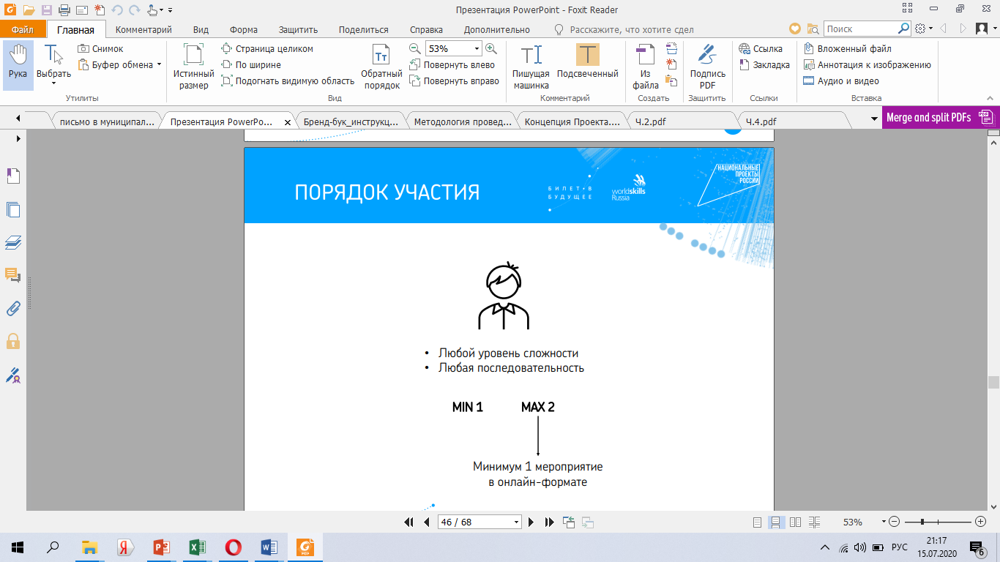 Презентация PowerPoint - Foxit Reader
Файл Главная Комментарий Вид Форма Защитить Поделиться Справка Дополнительно Расскажите, что хотите сдел Поиск
Рука
Выбрать
Снимок
Буфер обмена
Утилиты
Истинный размер
Страница целиком
По ширине
Подогнать видимую область
Обратный порядок
53%
Повернуть влево
Повернуть вправо
Вид
Пишущая машинка
Подсвеченный
Комментарий
Из файла
Создать
Подпись PDF
Защитить
Ссылка
Закладка
Ссылки
Вложенный файл
Аннотация к изображению
Аудио и видео
Вставка
письмо в муниципал... Презентация PowerPo... Бренд-бук_инструкц... Методология провед... Концепция Проекта.... Ч.2.pdf Ч.4.pdf Merge and split PDFs
ПОРЯДОК УЧАСТИЯ
БИЛЕТ В
БУДУЩЕЕ
worldskills
Russia
НАЦИОНАЛЬНЫЕ
ПРОЕКТЫ
РОССИИ
• Любой уровень сложности
• Любая последовательность
MIN 1 MAX 2
Минимум 1 мероприятие
в онлайн-формате
46 / 68
53%
РУС
21:17
15.07.2020
6